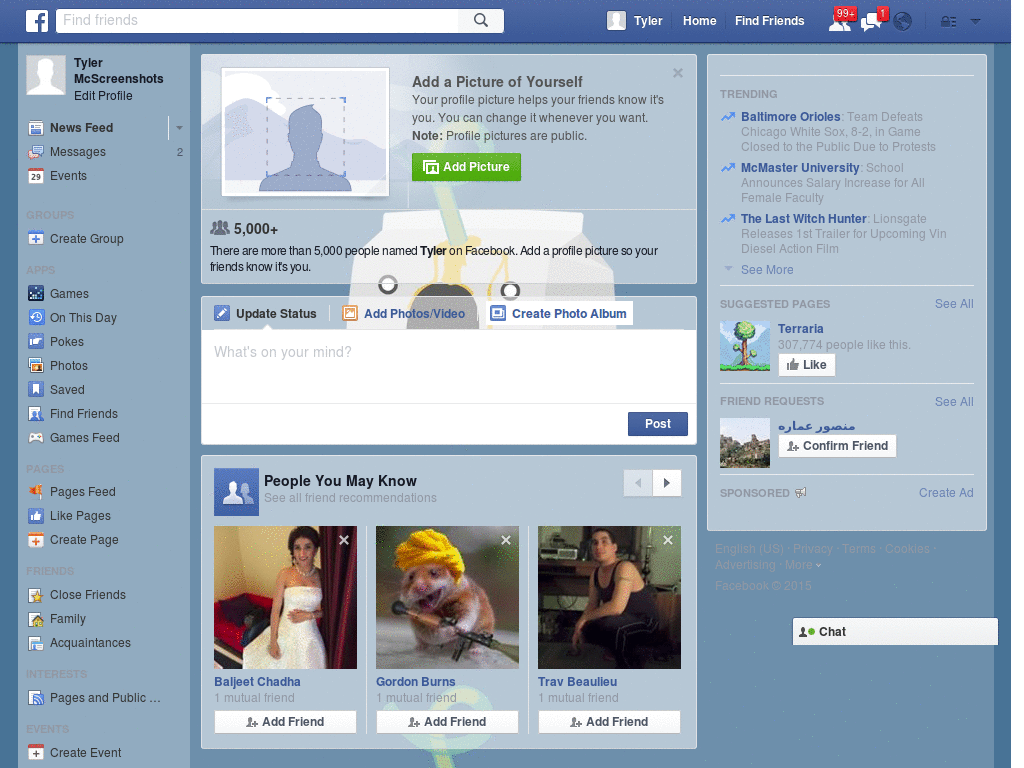 Find friends
Tyler
Home
Find Friends
99+
1
Tyler
McScreenshots
Edit Profile
News Feed
Messages 2
29 Events
GROUPS
Create Group
APPS
Games
On This Day
Pokes
Photos
Saved
Find Friends
Games Feed
PAGES
Pages Feed
Like Pages
Create Page
FRIENDS
Close Friends
Family
Acquaintances
INTERESTS
Pages and Public ...
EVENTS
Create Event
Add a Picture of Yourself
Your profile picture helps your friends know it's
you. You can change it whenever you want.
Note: Profile pictures are public.
Add Picture
5,000+
There are more than 5,000 people named Tyler on Facebook. Add a profile picture so your
friends know it's you.
Update Status
Add Photos/Video
Create Photo Album
What's on your mind?
Post
People You May Know
See all friend recommendations
Baljeet Chadha
1 mutual friend
Add Friend
Gordon Burns
1 mutual friend
Add Friend
Trav Beaulieu
1 mutual friend
Add Friend
TRENDING
Baltimore Orioles: Team Defeats
Chicago White Sox, 8-2, in Game
Closed to the Public Due to Protests
McMaster University: School
Announces Salary Increase for All
Female Faculty
The Last Witch Hunter: Lionsgate
Releases 1st Trailer for Upcoming Vin
Diesel Action Film
See More
SUGGESTED PAGES See All
Terraria
307,774 people like this.
Like
FRIEND REQUESTS See All
منصور عماره
Confirm Friend
SPONSORED Create Ad
English (US) · Privacy · Terms · Cookies ·
Advertising · More
Facebook © 2015
Chat